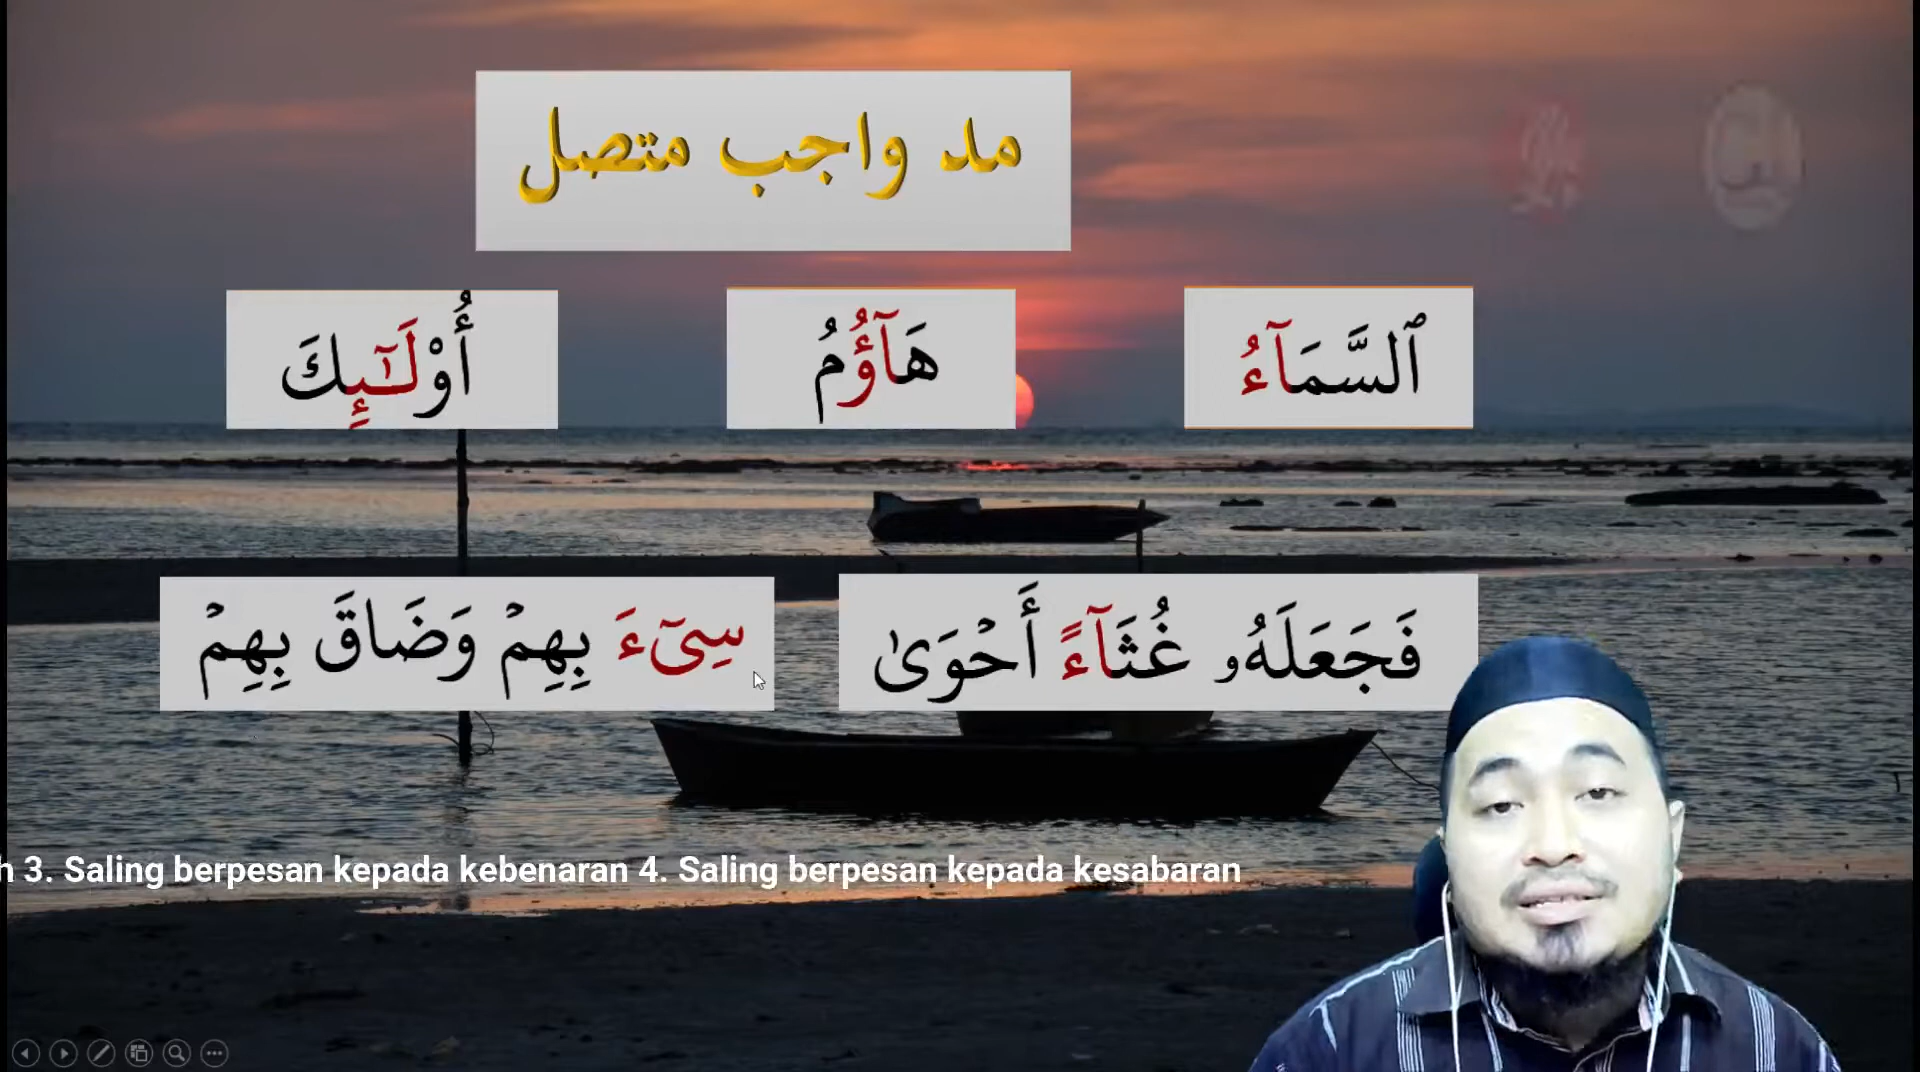 مد واجب متصل
ٱلسَّمَآءُ
هَآؤُمُ
أُوْلَـٰٓئِكَ
فَجَعَلَهُۥ غُثَآءً أَحْوَىٰ
سِيٓءَ بِهِمْ وَضَاقَ بِهِمْ
3. Saling berpesan kepada kebenaran 4. Saling berpesan kepada kesabaran